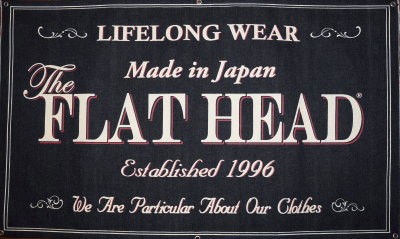 LIFELONG WEAR
Made in Japan
The
FLAT HEAD®
Established 1996
We Are Particular About Our Clothes